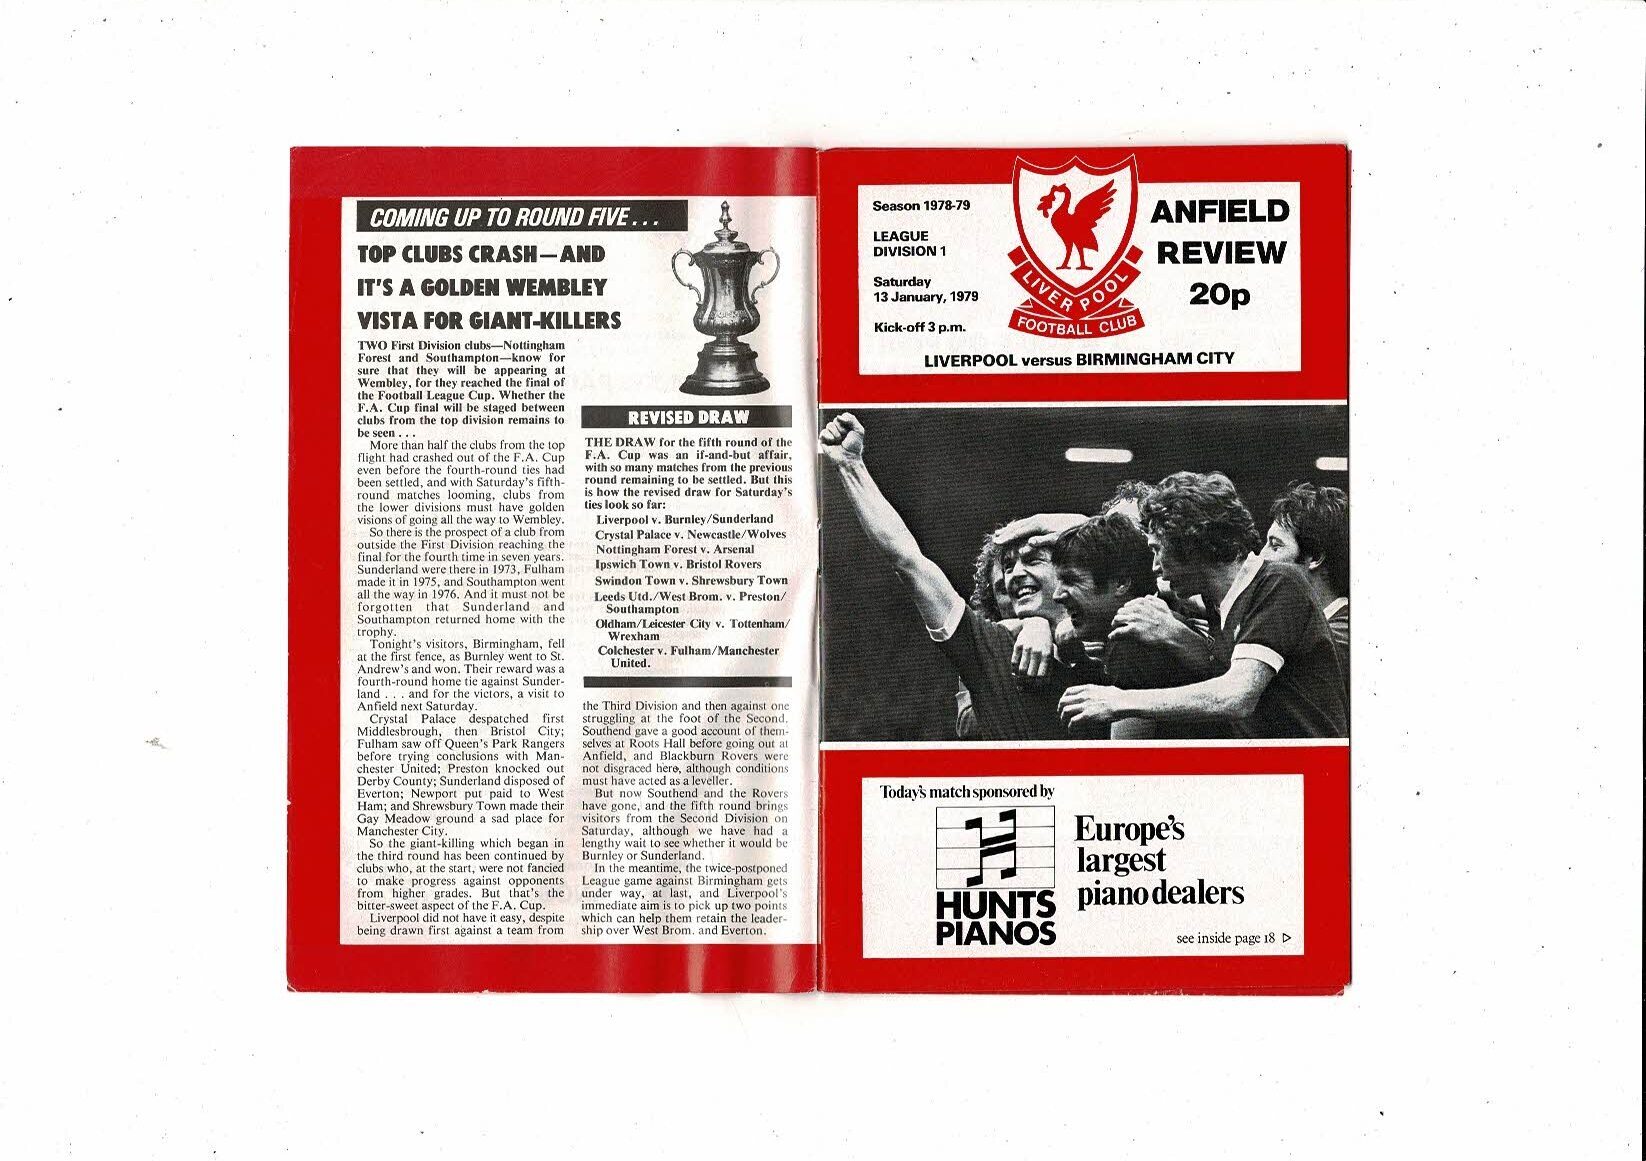 COMING UP TO ROUND FIVE...
TOP CLUBS CRASH—AND
IT'S A GOLDEN WEMBLEY
VISTA FOR GIANT-KILLERS
TWO First Division clubs—Nottingham
Forest and Southampton—know for
sure that they will be appearing at
Wembley, for they reached the final of
the Football League Cup. Whether the
F.A. Cup final will be staged between
clubs from the top division remains to
be seen . . .
More than half the clubs from the top
flight had crashed out of the F.A. Cup
even before the fourth-round ties had
been settled, and with Saturday's fifth-
round matches looming, clubs from
the lower divisions must have golden
visions of going all the way to Wembley.
So there is the prospect of a club from
outside the First Division reaching the
final for the fourth time in seven years.
Sunderland were there in 1973, Fulham
made it in 1975, and Southampton went
all the way in 1976. And it must not be
forgotten that Sunderland and
Southampton returned home with the
trophy.
Tonight's visitors, Birmingham, fell
at the first fence, as Burnley went to St.
Andrew's and won. Their reward was a
fourth-round home tie against Sunder-
land . . . and for the victors, a visit to
Anfield next Saturday.
Crystal Palace despatched first
Middlesbrough, then Bristol City;
Fulham saw off Queen's Park Rangers
before trying conclusions with Man-
chester United; Preston knocked out
Derby County; Sunderland disposed of
Everton; Newport put paid to West
Ham; and Shrewsbury Town made their
Gay Meadow ground a sad place for
Manchester City.
So the giant-killing which began in
the third round has been continued by
clubs who, at the start, were not fancied
to make progress against opponents
from higher grades. But that's the
bitter-sweet aspect of the F.A. Cup.
Liverpool did not have it easy, despite
being drawn first against a team from
REVISED DRAW
THE DRAW for the fifth round of the
F.A. Cup was an if-and-but affair,
with so many matches from the previous
round remaining to be settled. But this
is how the revised draw for Saturday's
ties look so far:
Liverpool v. Burnley/Sunderland
Crystal Palace v. Newcastle/Wolves
Nottingham Forest v. Arsenal
Ipswich Town v. Bristol Rovers
Swindon Town v. Shrewsbury Town
Leeds Utd./West Brom. v. Preston/
Southampton
Oldham/Leicester City v. Tottenham/
Wrexham
Colchester v. Fulham/Manchester
United.
the Third Division and then against one
struggling at the foot of the Second.
Southend gave a good account of them-
selves at Roots Hall before going out at
Anfield, and Blackburn Rovers were
not disgraced here, although conditions
must have acted as a leveller.
But now Southend and the Rovers
have gone, and the fifth round brings
visitors from the Second Division on
Saturday, although we have had a
lengthy wait to see whether it would be
Burnley or Sunderland.
In the meantime, the twice-postponed
League game against Birmingham gets
under way, at last, and Liverpool's
immediate aim is to pick up two points
which can help them retain the leader-
ship over West Brom. and Everton.
Season 1978-79
LEAGUE
DIVISION 1
Saturday
13 January, 1979
Kick-off 3 p.m.
LIVERPOOL
FOOTBALL CLUB
ANFIELD
REVIEW
20p
LIVERPOOL versus BIRMINGHAM CITY
Today's match sponsored by
HUNTS
PIANOS
Europe's
largest
piano dealers
see inside page 18